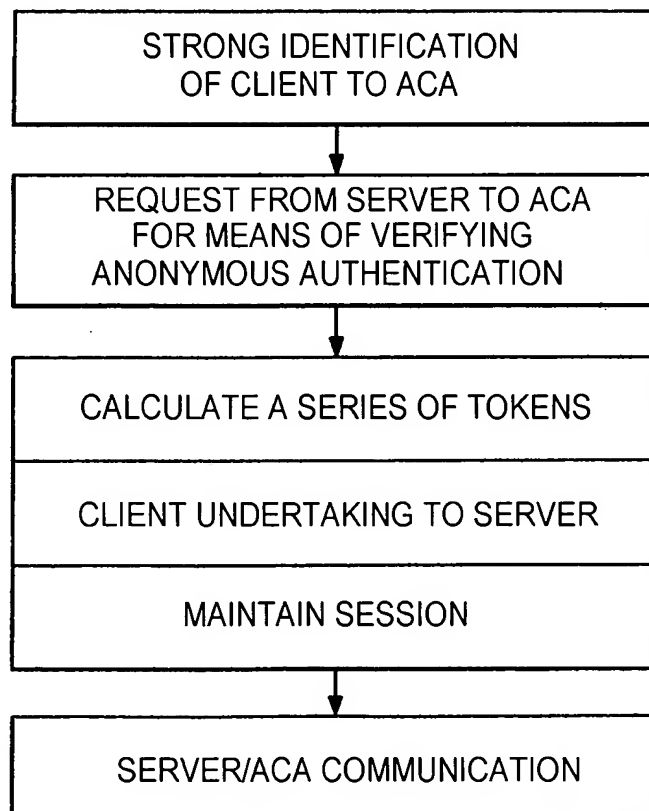 STRONG IDENTIFICATION
OF CLIENT TO ACA
REQUEST FROM SERVER TO ACA
FOR MEANS OF VERIFYING
ANONYMOUS AUTHENTICATION
CALCULATE A SERIES OF TOKENS
CLIENT UNDERTAKING TO SERVER
MAINTAIN SESSION
SERVER/ACA COMMUNICATION